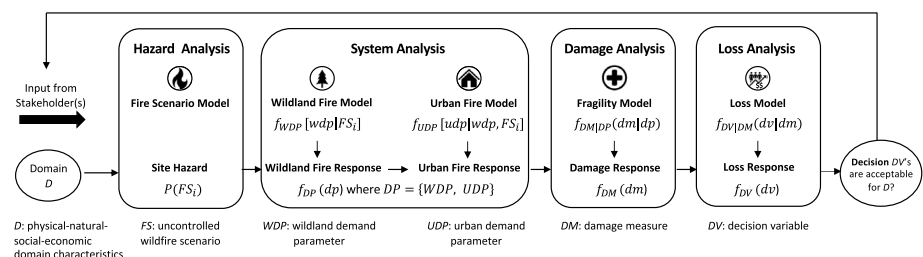 Input from
Stakeholder(s)
Domain
D
Hazard Analysis
Fire Scenario Model
Site Hazard
P(FS_i)
System Analysis
Wildland Fire Model
f_WDP [wdp|FS_i]
Urban Fire Model
f_UDP [udp|wdp, FS_i]
Wildland Fire Response
Urban Fire Response
f_DP (dp) where DP = {WDP, UDP}
Damage Analysis
Fragility Model
f_DM|DP (dm|dp)
Damage Response
f_DM (dm)
Loss Analysis
$$
Loss Model
f_DV|DM (dv|dm)
Loss Response
f_DV (dv)
Decision DV's
are acceptable
for D?
D: physical-natural-
social-economic
domain characteristics
FS: uncontrolled
wildfire scenario
WDP: wildland demand
parameter
UDP: urban demand
parameter
DM: damage measure
DV: decision variable